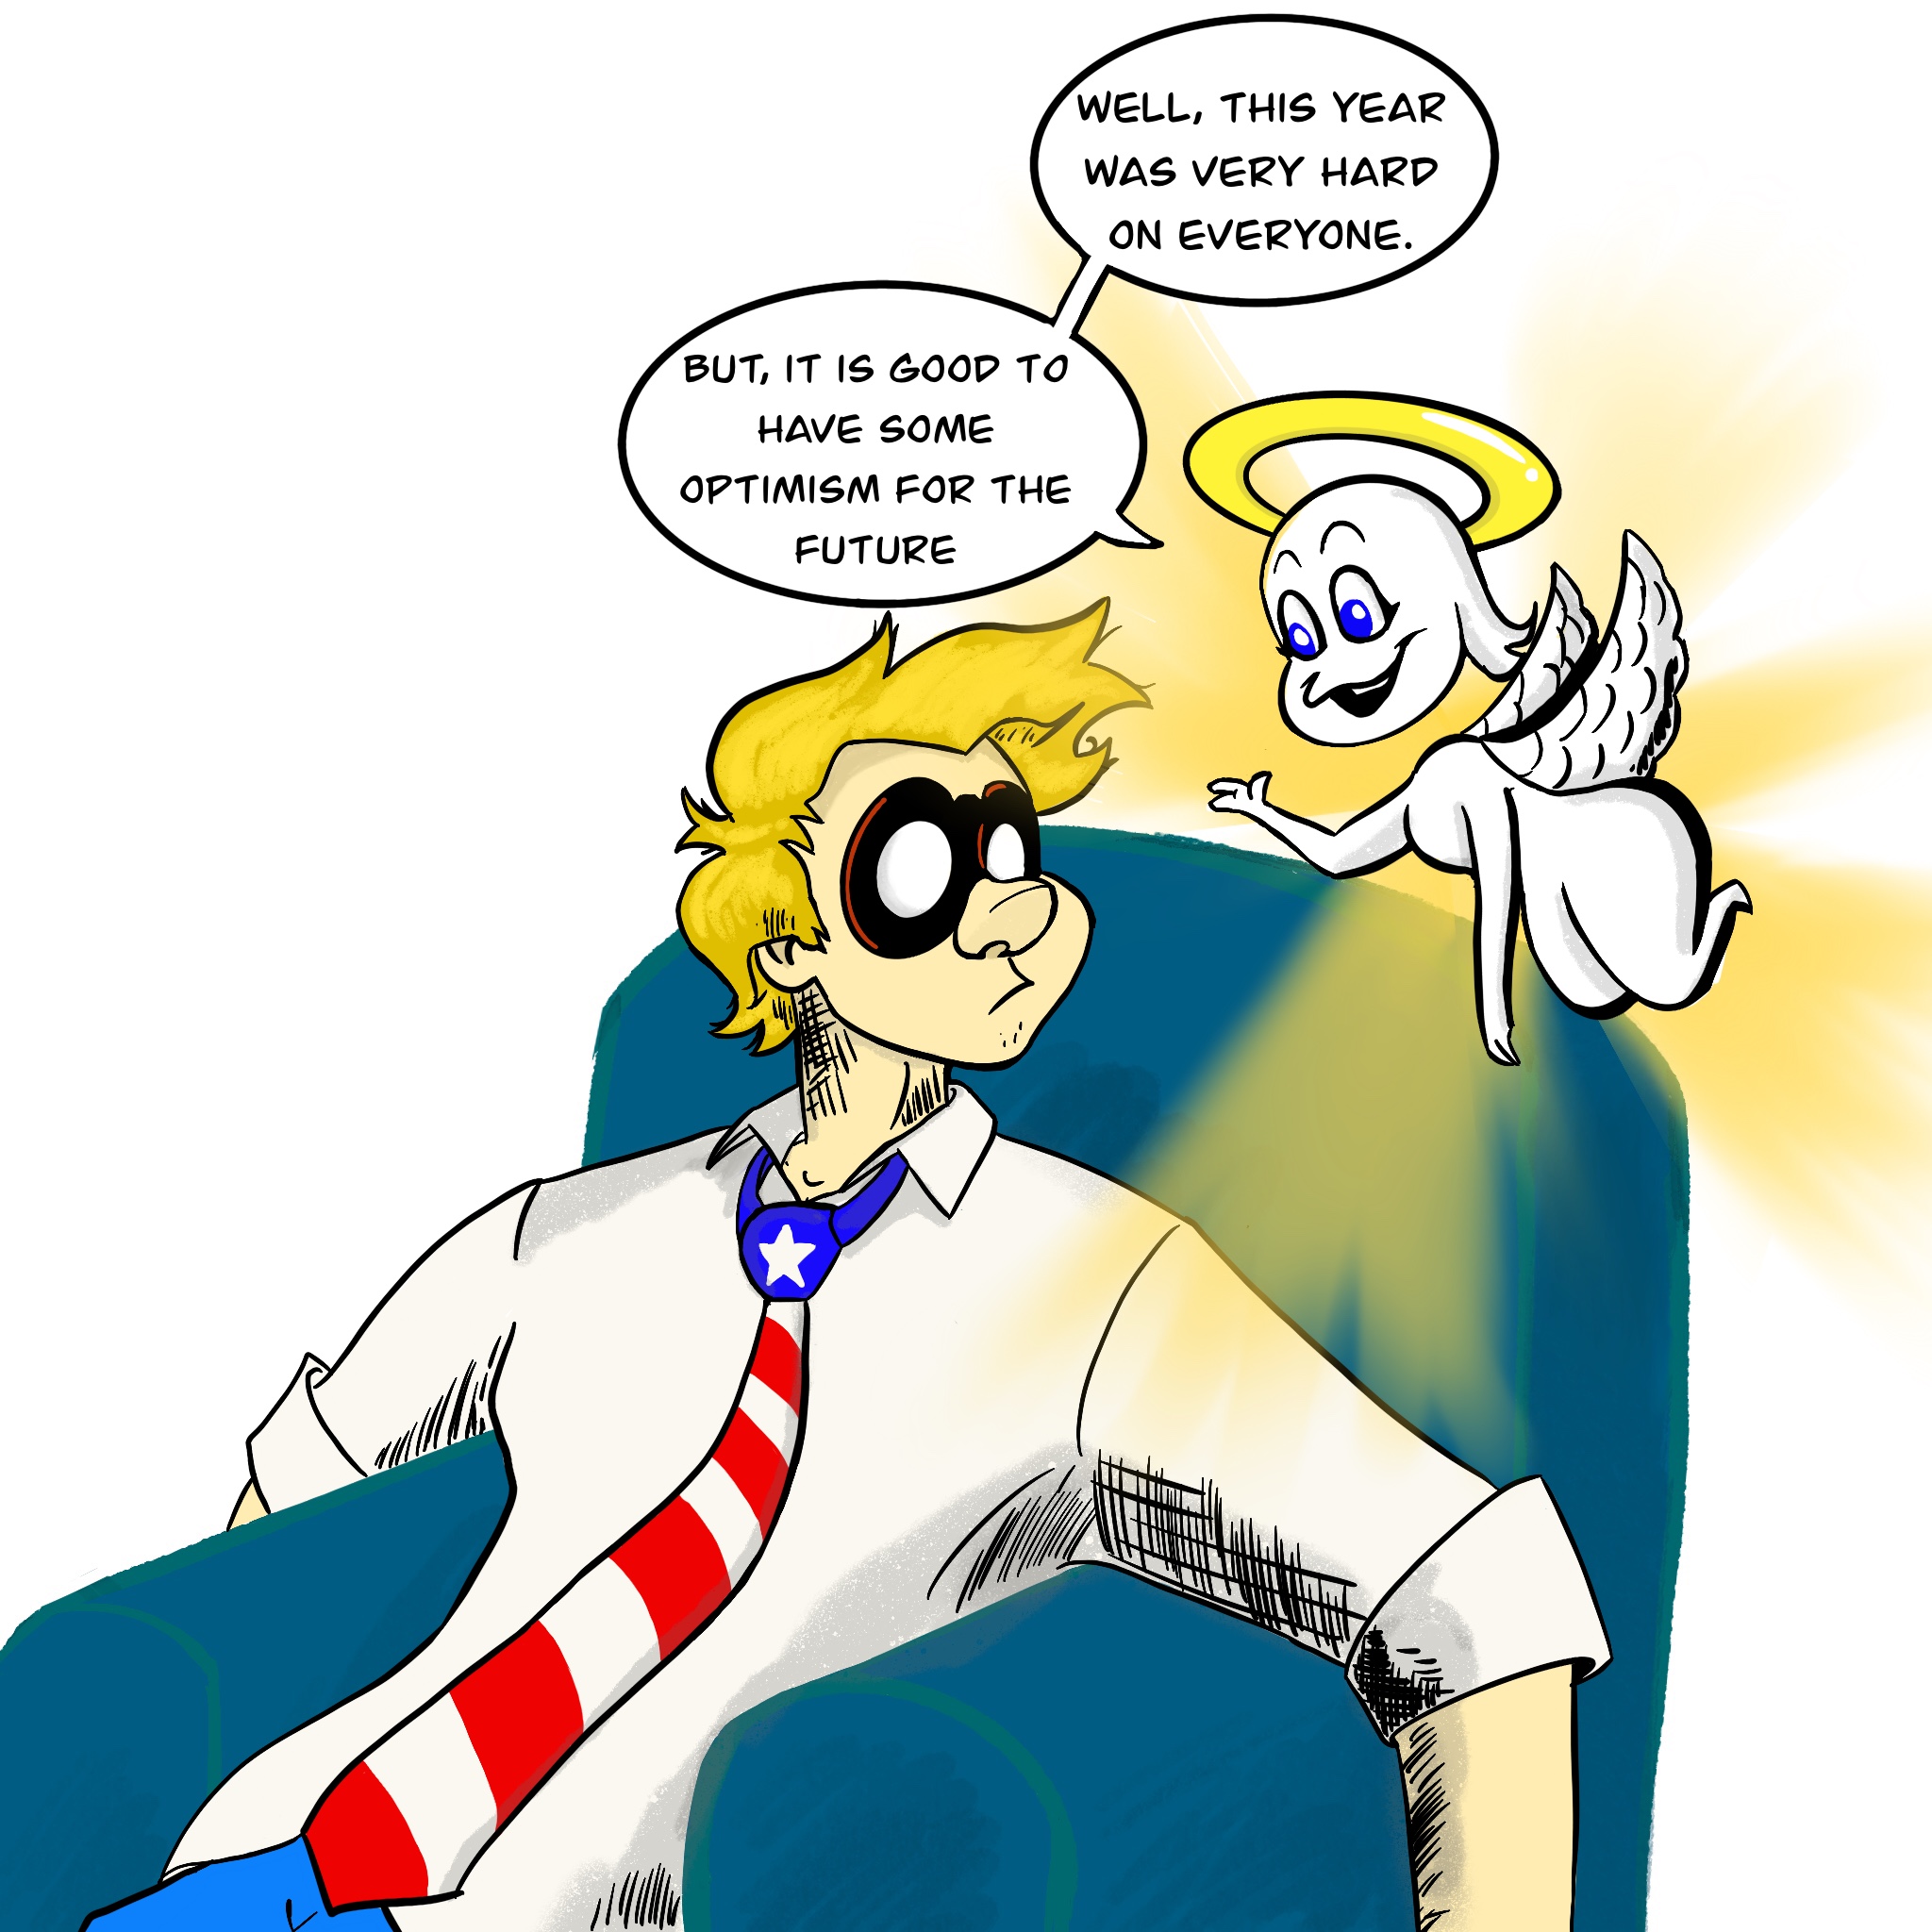 WELL, THIS YEAR
WAS VERY HARD
ON EVERYONE.
BUT, IT IS GOOD TO
HAVE SOME
OPTIMISM FOR THE
FUTURE